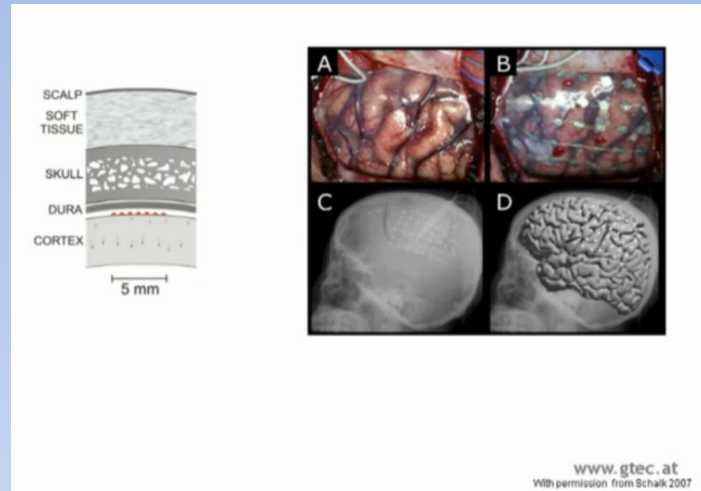 SCALP
SOFT
TISSUE
SKULL
DURA
CORTEX
5 mm
A
B
C
D
www.gtec.at
With permission from Schalk 2007